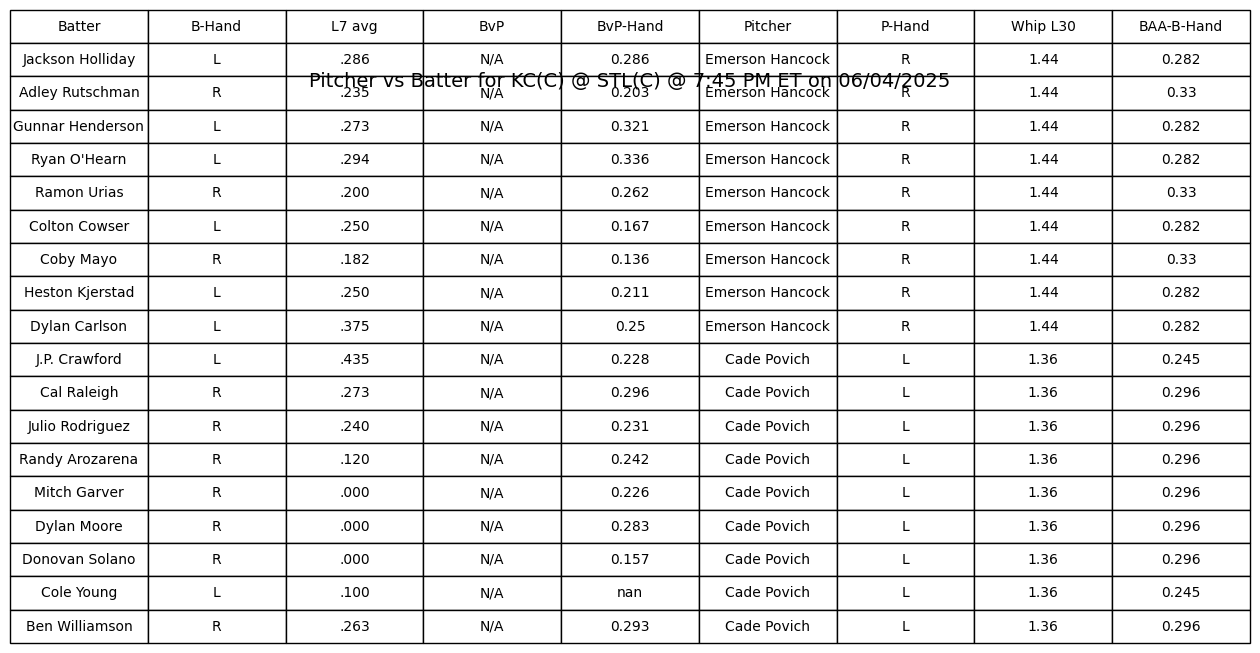 Batter B-Hand L7 avg BvP BvP-Hand Pitcher P-Hand Whip L30 BAA-B-Hand
Jackson Holliday L .286 N/A 0.286 Emerson Hancock R 1.44 0.282
Pitcher vs Batter for KC(C) @ STL(C) @ 7:45 PM ET on 06/04/2025
Adley Rutschman R .235 N/A 0.203 Emerson Hancock R 1.44 0.33
Gunnar Henderson L .273 N/A 0.321 Emerson Hancock R 1.44 0.282
Ryan O'Hearn L .294 N/A 0.336 Emerson Hancock R 1.44 0.282
Ramon Urias R .200 N/A 0.262 Emerson Hancock R 1.44 0.33
Colton Cowser L .250 N/A 0.167 Emerson Hancock R 1.44 0.282
Coby Mayo R .182 N/A 0.136 Emerson Hancock R 1.44 0.33
Heston Kjerstad L .250 N/A 0.211 Emerson Hancock R 1.44 0.282
Dylan Carlson L .375 N/A 0.25 Emerson Hancock R 1.44 0.282
J.P. Crawford L .435 N/A 0.228 Cade Povich L 1.36 0.245
Cal Raleigh R .273 N/A 0.296 Cade Povich L 1.36 0.296
Julio Rodriguez R .240 N/A 0.231 Cade Povich L 1.36 0.296
Randy Arozarena R .120 N/A 0.242 Cade Povich L 1.36 0.296
Mitch Garver R .000 N/A 0.226 Cade Povich L 1.36 0.296
Dylan Moore R .000 N/A 0.283 Cade Povich L 1.36 0.296
Donovan Solano R .000 N/A 0.157 Cade Povich L 1.36 0.296
Cole Young L .100 N/A nan Cade Povich L 1.36 0.245
Ben Williamson R .263 N/A 0.293 Cade Povich L 1.36 0.296